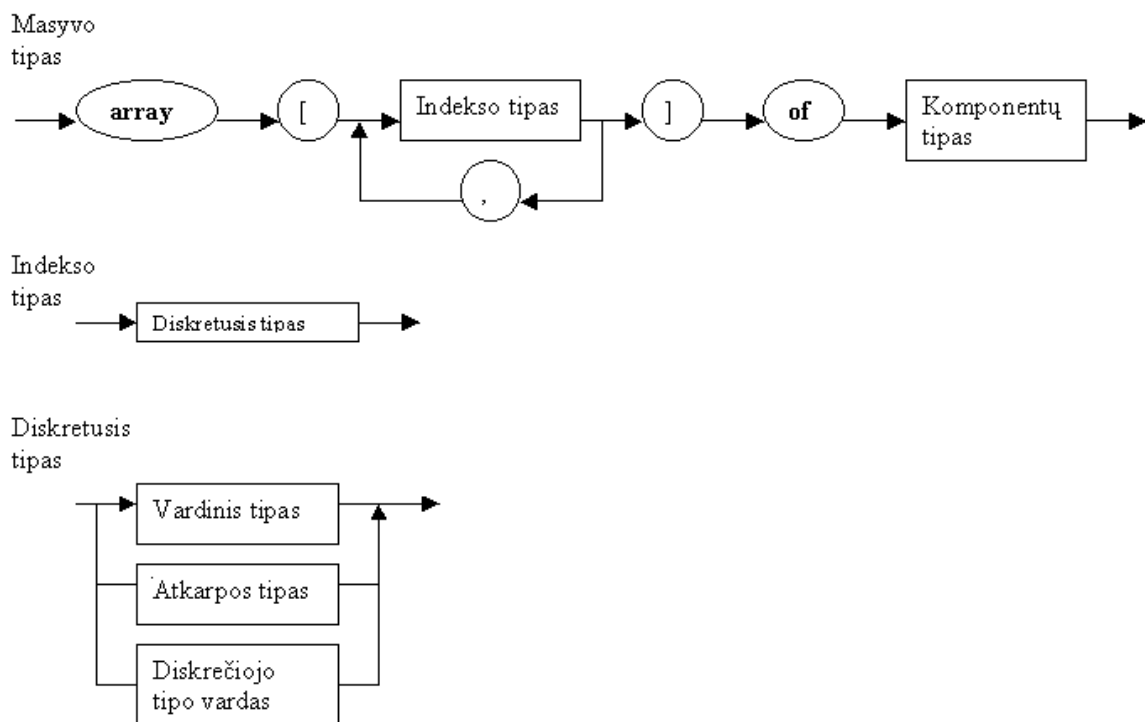 Masyvo
tipas
array [ Indekso tipas ] of Komponentų
tipas
,
Indekso
tipas
Diskretusis tipas
Diskretusis
tipas
Vardinis tipas
Atkarpos tipas
Diskrečiojo
tipo vardas